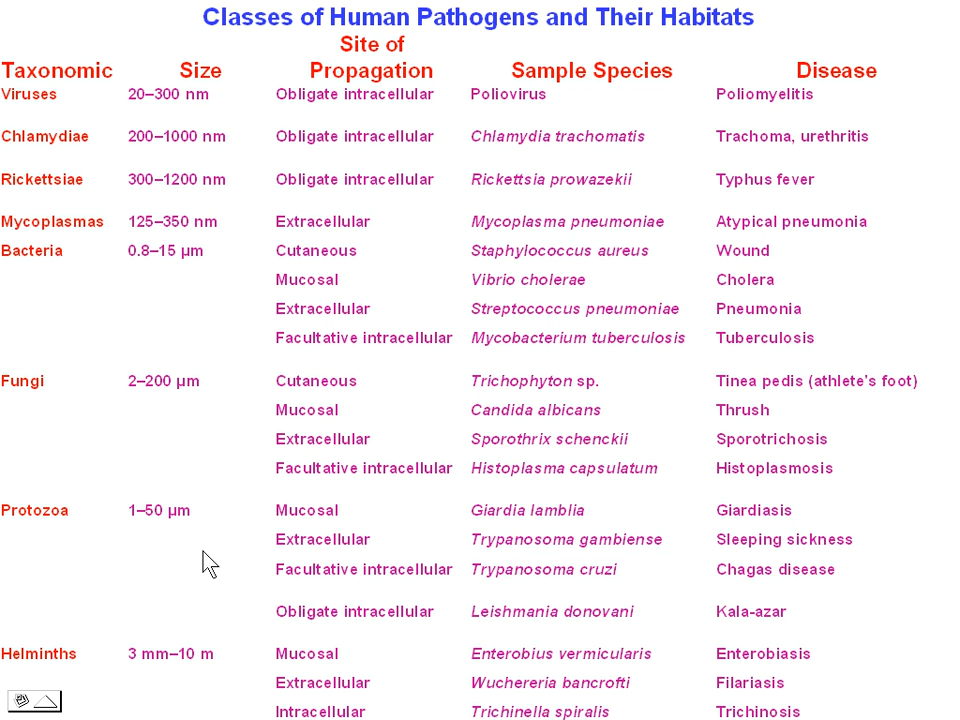 Classes of Human Pathogens and Their Habitats
Taxonomic Size Site of Propagation Sample Species Disease
Viruses 20–300 nm Obligate intracellular Poliovirus Poliomyelitis
Chlamydiae 200–1000 nm Obligate intracellular Chlamydia trachomatis Trachoma, urethritis
Rickettsiae 300–1200 nm Obligate intracellular Rickettsia prowazekii Typhus fever
Mycoplasmas 125–350 nm Extracellular Mycoplasma pneumoniae Atypical pneumonia
Bacteria 0.8–15 µm Cutaneous Staphylococcus aureus Wound
Mucosal Vibrio cholerae Cholera
Extracellular Streptococcus pneumoniae Pneumonia
Facultative intracellular Mycobacterium tuberculosis Tuberculosis
Fungi 2–200 µm Cutaneous Trichophyton sp. Tinea pedis (athlete's foot)
Mucosal Candida albicans Thrush
Extracellular Sporothrix schenckii Sporotrichosis
Facultative intracellular Histoplasma capsulatum Histoplasmosis
Protozoa 1–50 µm Mucosal Giardia lamblia Giardiasis
Extracellular Trypanosoma gambiense Sleeping sickness
Facultative intracellular Trypanosoma cruzi Chagas disease
Obligate intracellular Leishmania donovani Kala-azar
Helminths 3 mm–10 m Mucosal Enterobius vermicularis Enterobiasis
Extracellular Wuchereria bancrofti Filariasis
Intracellular Trichinella spiralis Trichinosis